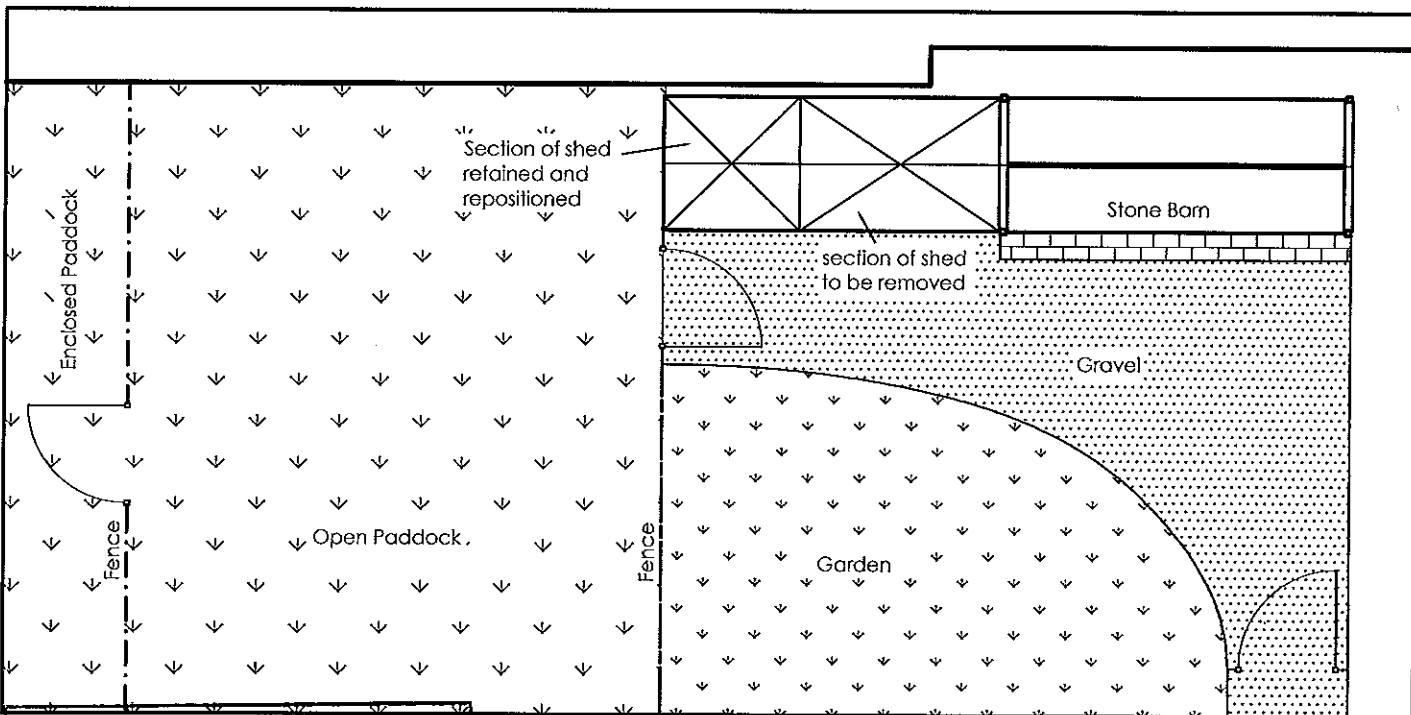 Section of shed
retained and
repositioned
Stone Barn
section of shed
to be removed
Enclosed Paddock
Gravel
Fence
Open Paddock
Fence
Garden